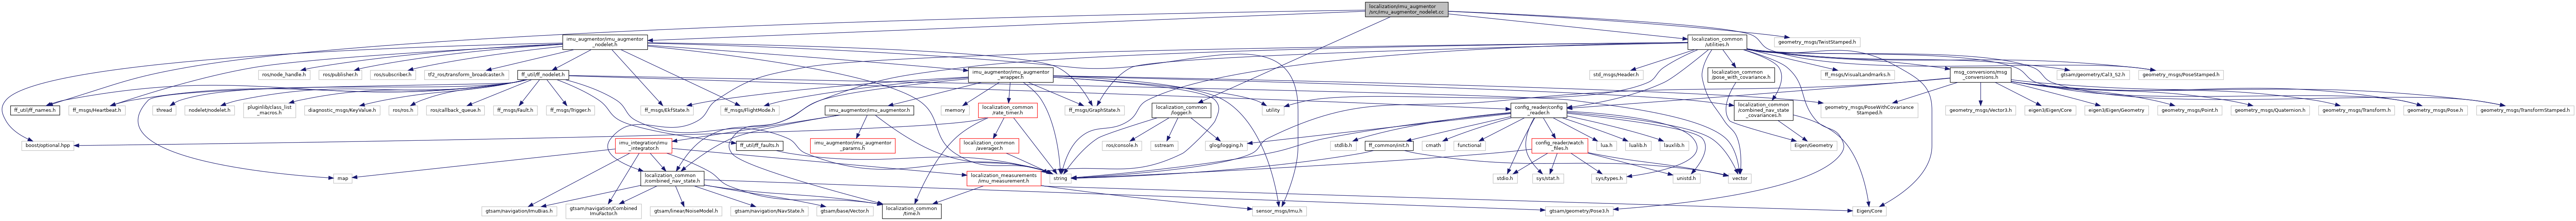 localization/imu_augmentor
/src/imu_augmentor_nodelet.cc
imu_augmentor/imu_augmentor
_nodelet.h
localization_common
/utilities.h
geometry_msgs/TwistStamped.h
ros/node_handle.h
ros/publisher.h
ros/subscriber.h
tf2_ros/transform_broadcaster.h
ff_util/ff_nodelet.h
imu_augmentor/imu_augmentor
_wrapper.h
std_msgs/Header.h
localization_common
/pose_with_covariance.h
ff_msgs/VisualLandmarks.h
msg_conversions/msg
_conversions.h
gtsam/geometry/Cal3_S2.h
geometry_msgs/PoseStamped.h
ff_util/ff_names.h
ff_msgs/Heartbeat.h
thread
nodelet/nodelet.h
pluginlib/class_list
_macros.h
diagnostic_msgs/KeyValue.h
ros/ros.h
ros/callback_queue.h
ff_msgs/Fault.h
ff_msgs/Trigger.h
ff_msgs/EkfState.h
ff_msgs/FlightMode.h
imu_augmentor/imu_augmentor.h
memory
localization_common
/rate_timer.h
ff_msgs/GraphState.h
localization_common
/logger.h
utility
config_reader/config
_reader.h
localization_common
/combined_nav_state
_covariances.h
geometry_msgs/PoseWithCovariance
Stamped.h
geometry_msgs/Vector3.h
eigen3/Eigen/Core
eigen3/Eigen/Geometry
geometry_msgs/Point.h
geometry_msgs/Quaternion.h
geometry_msgs/Transform.h
geometry_msgs/Pose.h
geometry_msgs/TransformStamped.h
boost/optional.hpp
imu_integration/imu
_integrator.h
ff_util/ff_faults.h
imu_augmentor/imu_augmentor
_params.h
localization_common
/averager.h
ros/console.h
sstream
glog/logging.h
stdlib.h
ff_common/init.h
cmath
functional
config_reader/watch
_files.h
lua.h
lualib.h
lauxlib.h
Eigen/Geometry
map
localization_common
/combined_nav_state.h
localization_measurements
/imu_measurement.h
string
stdio.h
sys/stat.h
sys/types.h
unistd.h
vector
gtsam/navigation/ImuBias.h
gtsam/navigation/Combined
ImuFactor.h
gtsam/linear/NoiseModel.h
gtsam/navigation/NavState.h
gtsam/base/Vector.h
localization_common
/time.h
sensor_msgs/Imu.h
gtsam/geometry/Pose3.h
Eigen/Core